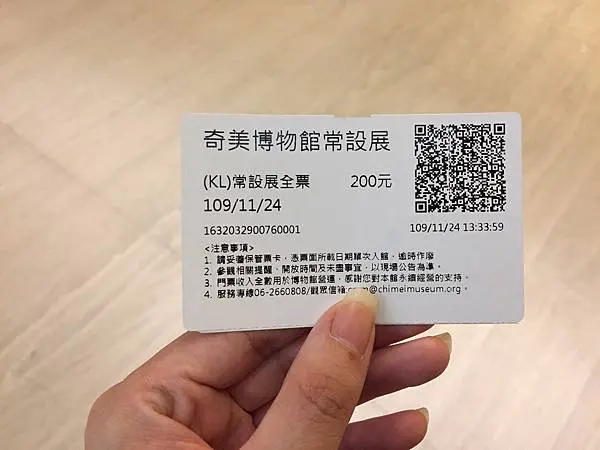 奇美博物館常設展
(KL)常設展全票 200元
109/11/24
1632032900760001 109/11/24 13:33:59
<注意事項>
1. 請妥善保管票卡，憑票面所載日期單次入館，逾時作廢
2. 參觀相關提醒、開放時間及未盡事宜，以現場公告為準。
3. 門票收入全數用於博物館營運，感謝您對本館永續經營的支持。
4. 服務專線06-2660808/觀眾信箱: @chimeimuseum.org。